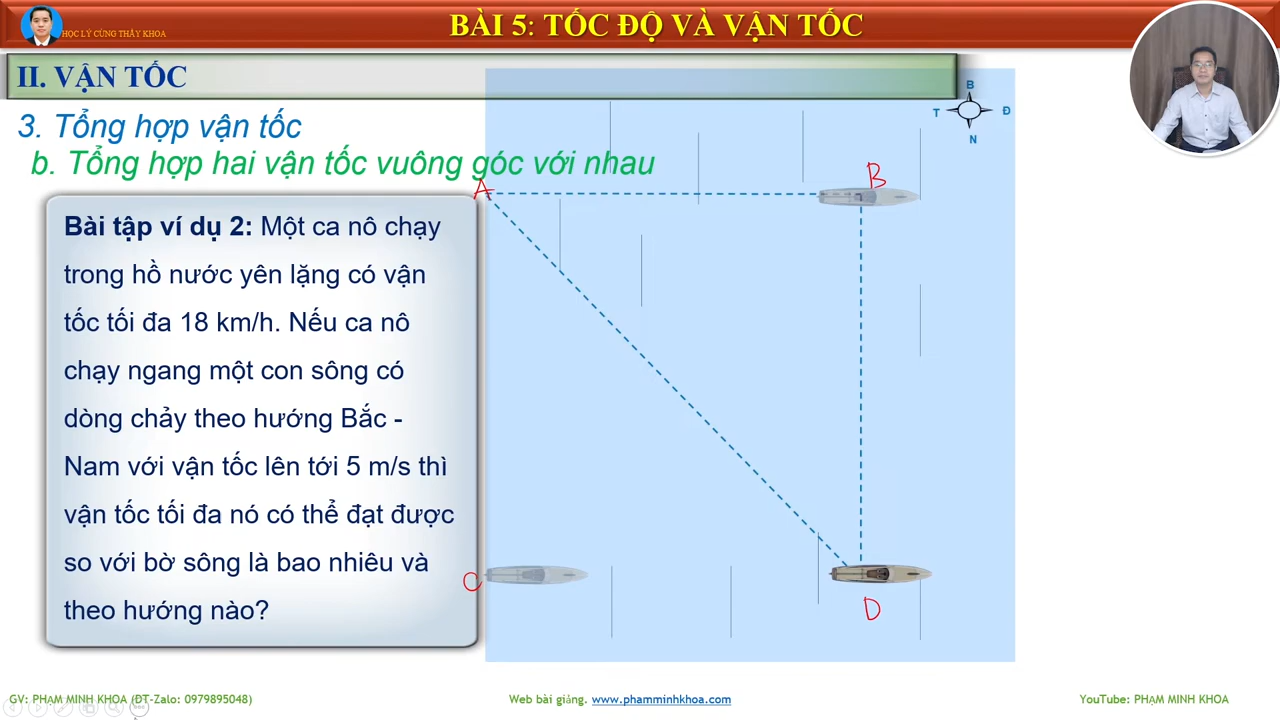 HỌC LÝ CÙNG THẦY KHOA
BÀI 5: TỐC ĐỘ VÀ VẬN TỐC
II. VẬN TỐC
3. Tổng hợp vận tốc
b. Tổng hợp hai vận tốc vuông góc với nhau
Bài tập ví dụ 2: Một ca nô chạy
trong hồ nước yên lặng có vận
tốc tối đa 18 km/h. Nếu ca nô
chạy ngang một con sông có
dòng chảy theo hướng Bắc -
Nam với vận tốc lên tới 5 m/s thì
vận tốc tối đa nó có thể đạt được
so với bờ sông là bao nhiêu và
theo hướng nào?
B
T
Đ
N
A
B
C
D
GV: PHẠM MINH KHOA (ĐT-Zalo: 0979895048)
Web bài giảng. www.phamminhkhoa.com
YouTube: PHẠM MINH KHOA